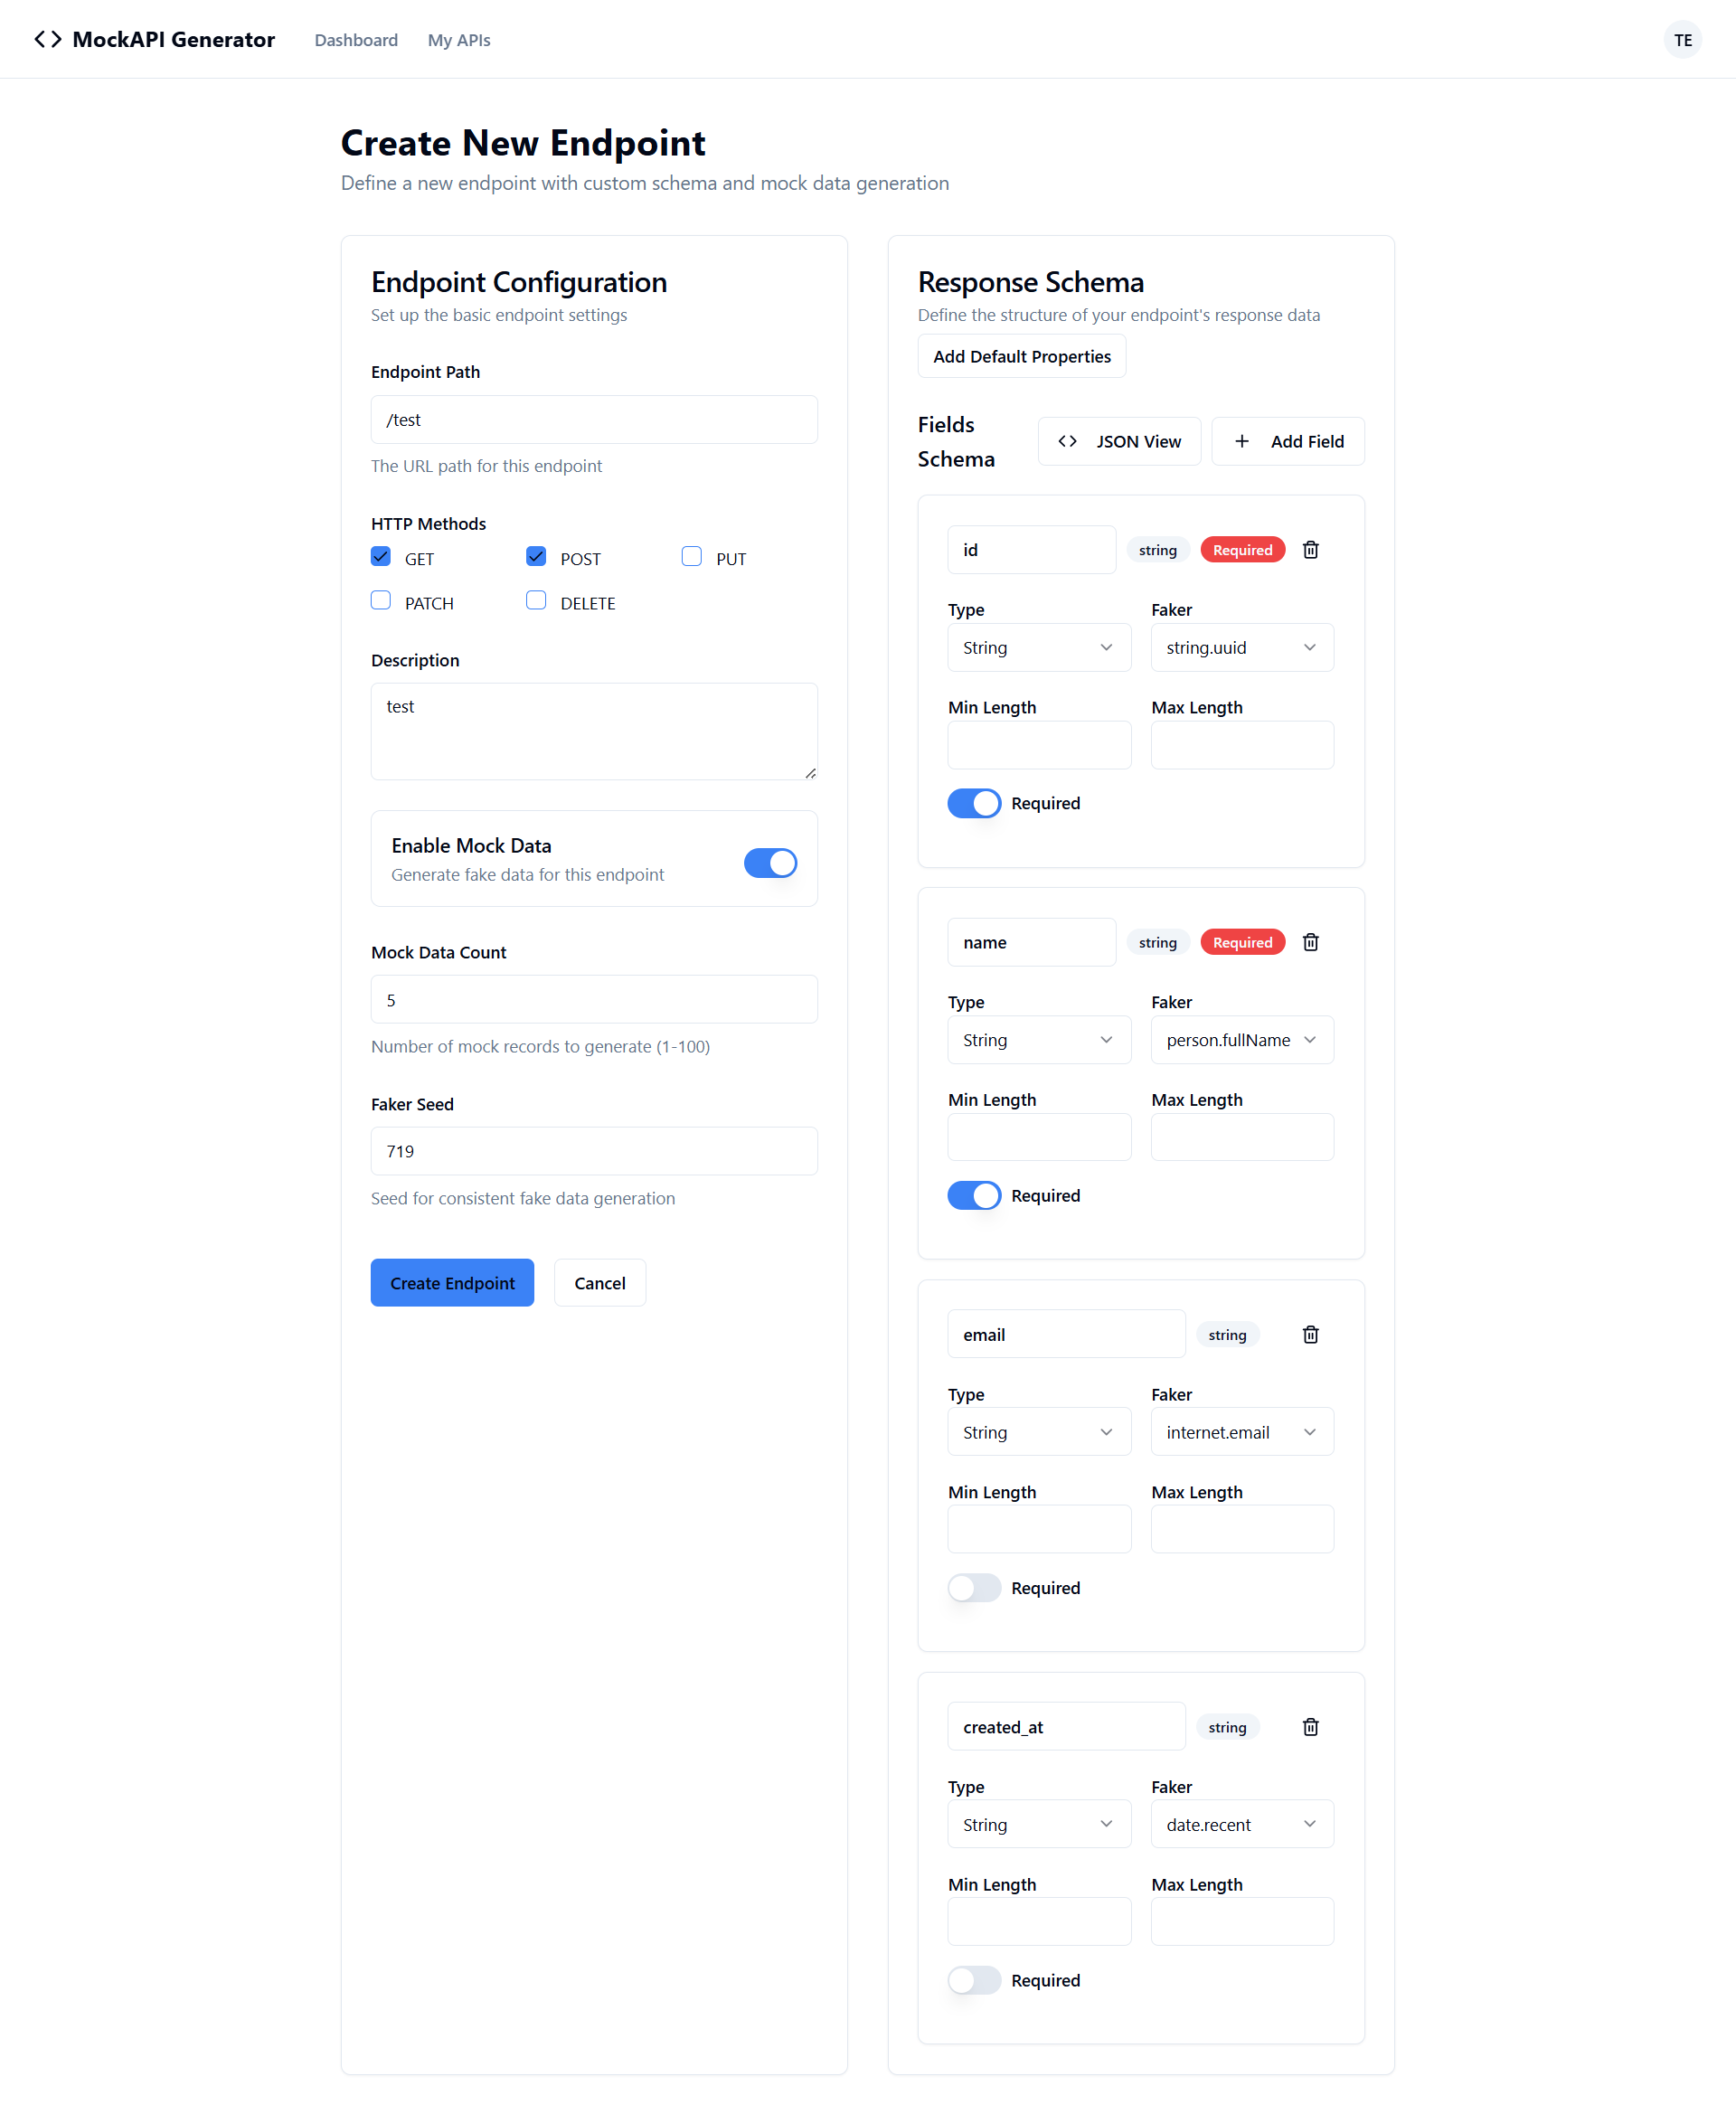 MockAPI Generator
Dashboard
My APIs
TE
Create New Endpoint
Define a new endpoint with custom schema and mock data generation
Endpoint Configuration
Set up the basic endpoint settings
Endpoint Path
/test
The URL path for this endpoint
HTTP Methods
GET
POST
PUT
PATCH
DELETE
Description
test
Enable Mock Data
Generate fake data for this endpoint
Mock Data Count
5
Number of mock records to generate (1-100)
Faker Seed
719
Seed for consistent fake data generation
Create Endpoint
Cancel
Response Schema
Define the structure of your endpoint's response data
Add Default Properties
Fields
Schema
JSON View
Add Field
id
string
Required
Type
Faker
String
string.uuid
Min Length
Max Length
Required
name
string
Required
Type
Faker
String
person.fullName
Min Length
Max Length
Required
email
string
Type
Faker
String
internet.email
Min Length
Max Length
Required
created_at
string
Type
Faker
String
date.recent
Min Length
Max Length
Required